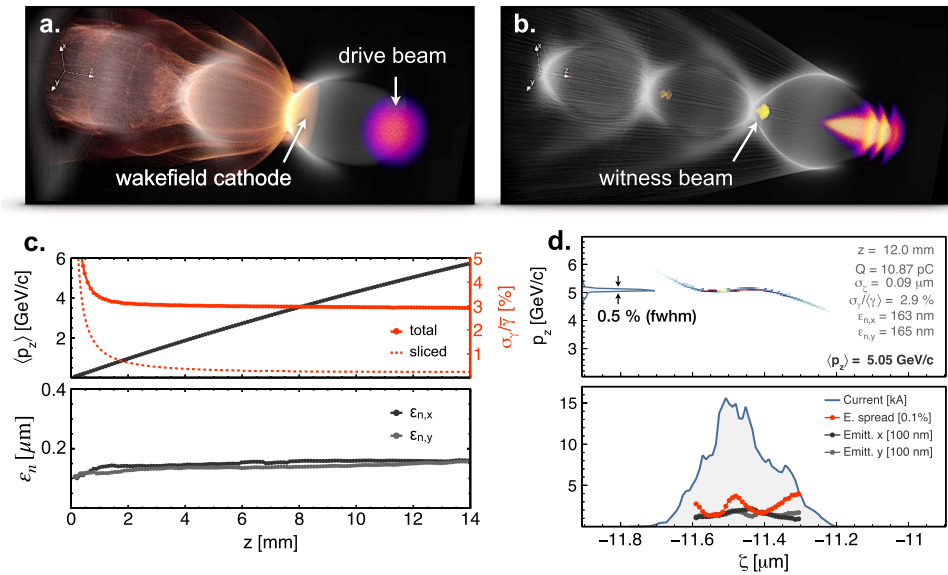 a.
x
y
z
drive beam
wakefield cathode
b.
x
y
z
witness beam
c.
⟨p_z⟩ [GeV/c]
6
4
2
5
4
3
2
1
σ_γ/γ̅ [%]
total
sliced
ε_n [μm]
0.4
0.2
ε_n,x
ε_n,y
0 2 4 6 8 10 12 14
z [mm]
d.
p_z [GeV/c]
6
5
4
3
2
0.5 % (fwhm)
z = 12.0 mm
Q = 10.87 pC
σ_ζ = 0.09 μm
σ_γ/⟨γ⟩ = 2.9 %
ε_n,x = 163 nm
ε_n,y = 165 nm
⟨p_z⟩ = 5.05 GeV/c
15
10
5
Current [kA]
E. spread [0.1%]
Emitt. x [100 nm]
Emitt. y [100 nm]
−11.8 −11.6 −11.4 −11.2 −11
ζ [μm]